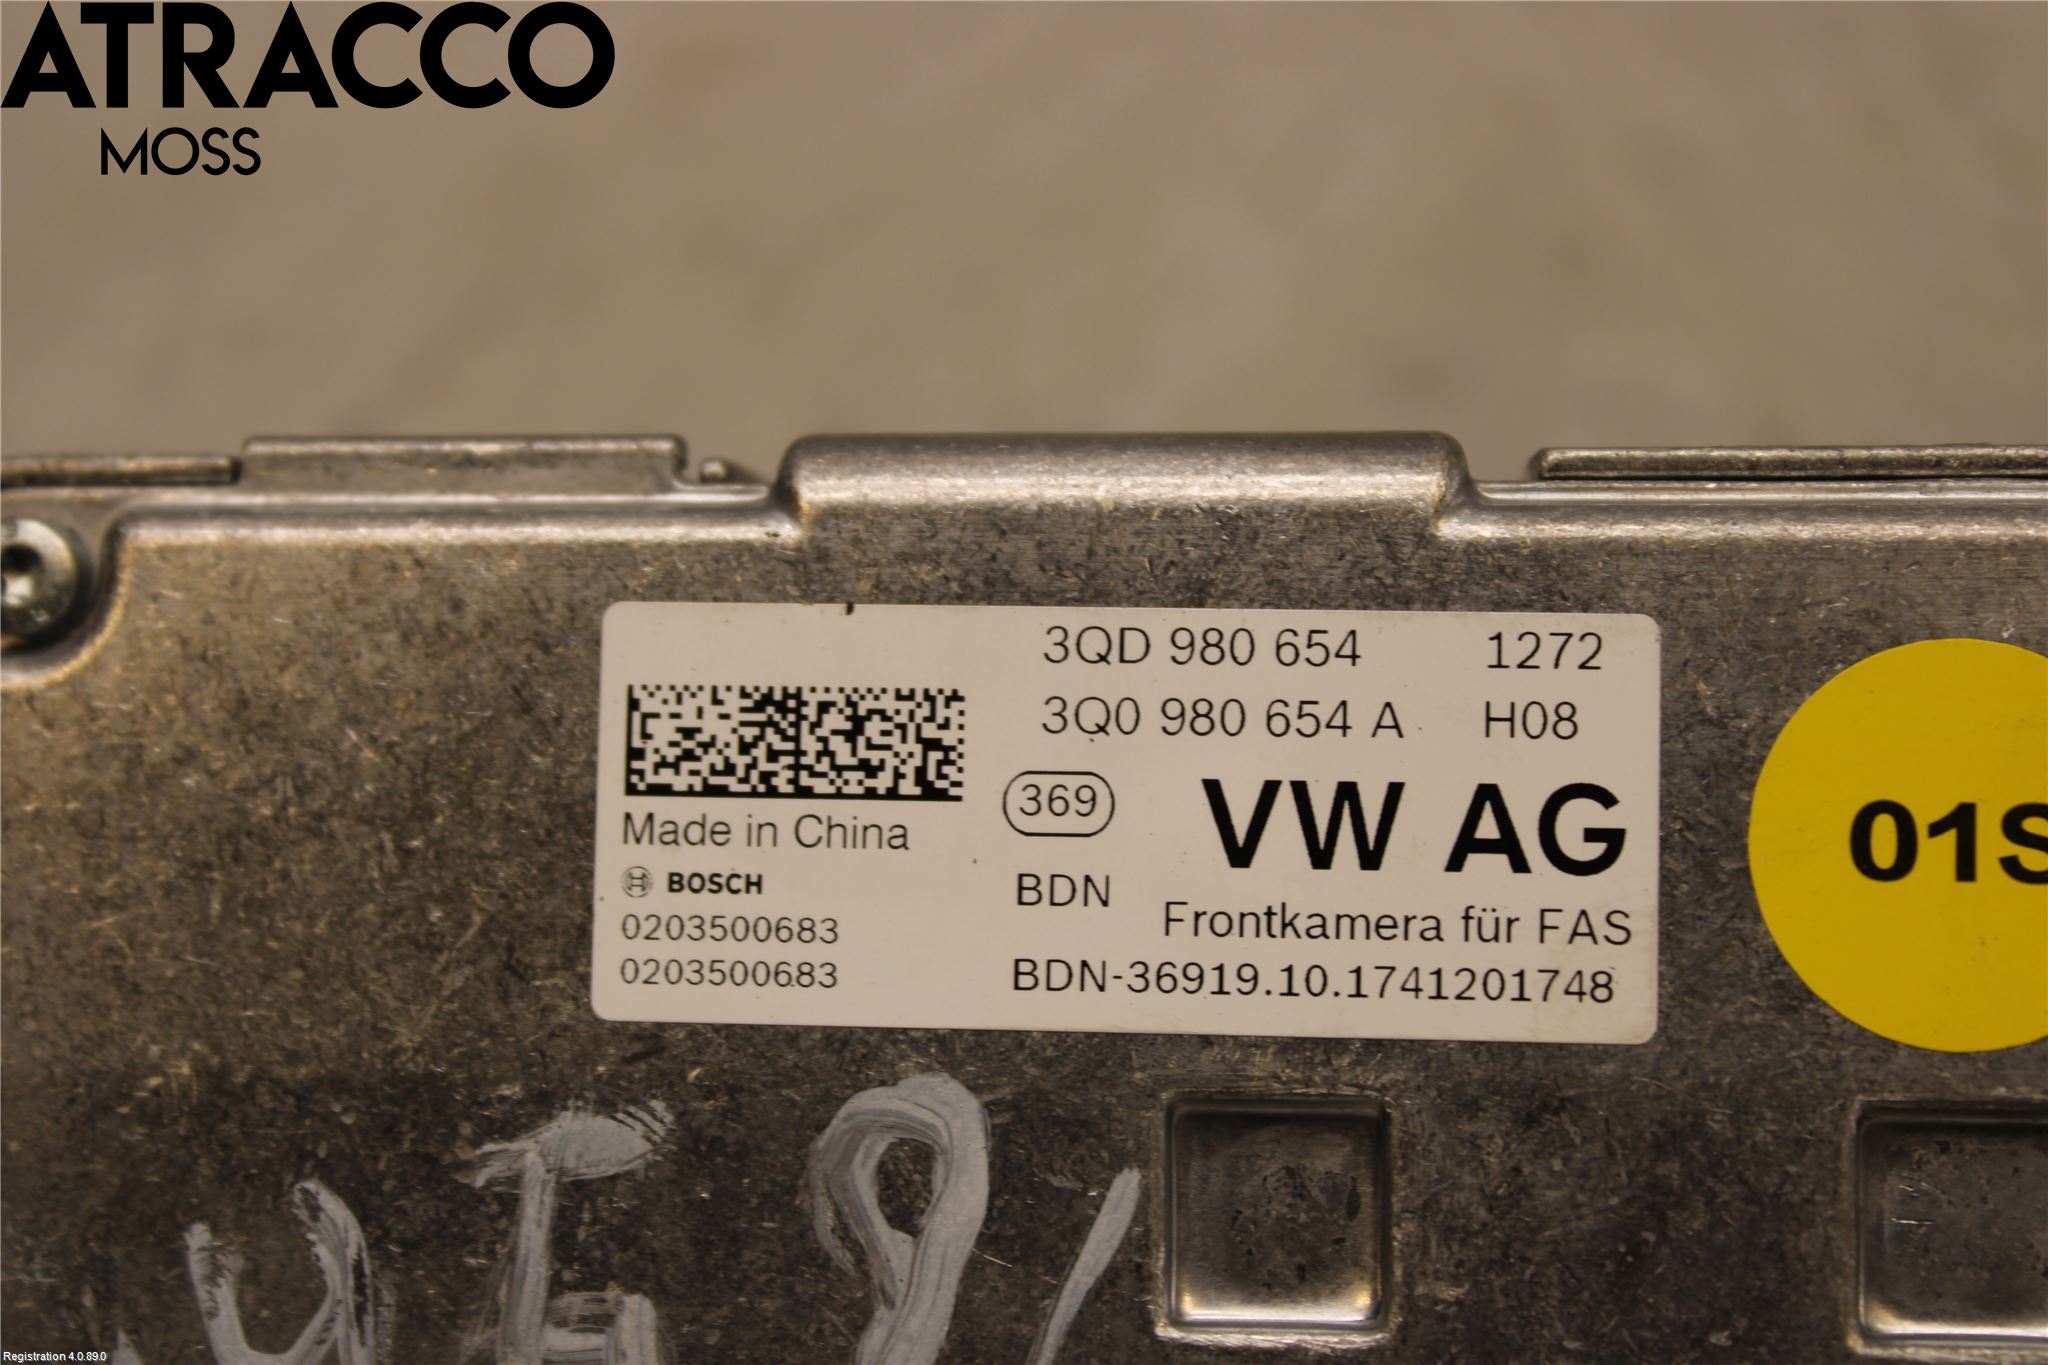 ATRACCO
MOSS
3QD 980 654 1272
3Q0 980 654 A H08
369
VW AG
Made in China
BOSCH
BDN
Frontkamera für FAS
0203500683
0203500683
BDN-36919.10.1741201748
01S
Registration 4.0.89.0